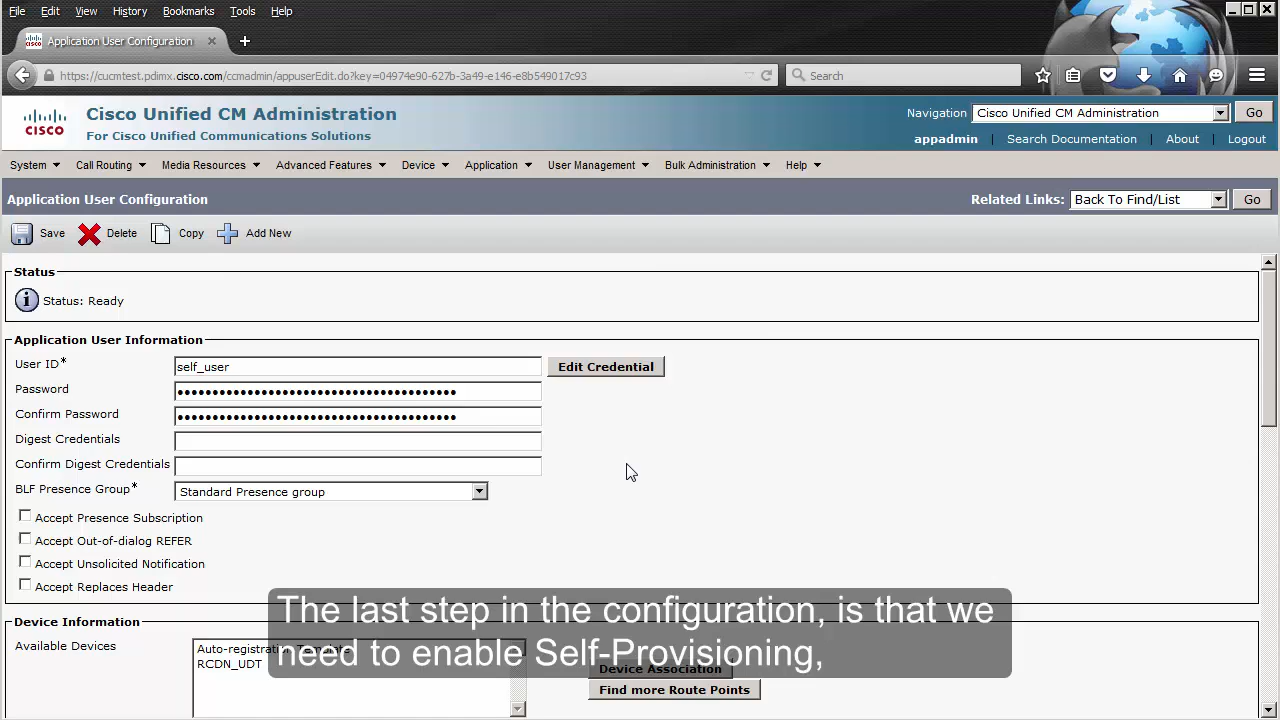 File Edit View History Bookmarks Tools Help
Application User Configuration
https://cucmtest.pdimx.cisco.com/ccmadmin/appuserEdit.do?key=04974e90-627b-3a49-e146-e8b549017c93
Search
CISCO
Cisco Unified CM Administration
For Cisco Unified Communications Solutions
Navigation Cisco Unified CM Administration Go
appadmin | Search Documentation | About | Logout
System Call Routing Media Resources Advanced Features Device Application User Management Bulk Administration Help
Application User Configuration
Related Links: Back To Find/List Go
Save Delete Copy Add New
Status
Status: Ready
Application User Information
User ID* self_user Edit Credential
Password ••••••••••••••••••••••••••••••••••••••••
Confirm Password ••••••••••••••••••••••••••••••••••••••••
Digest Credentials
Confirm Digest Credentials
BLF Presence Group* Standard Presence group
Accept Presence Subscription
Accept Out-of-dialog REFER
Accept Unsolicited Notification
Accept Replaces Header
The last step in the configuration, is that we
need to enable Self-Provisioning,
Device Information
Available Devices
Auto-registration Template
RCDN_UDT
Device Association
Find more Route Points